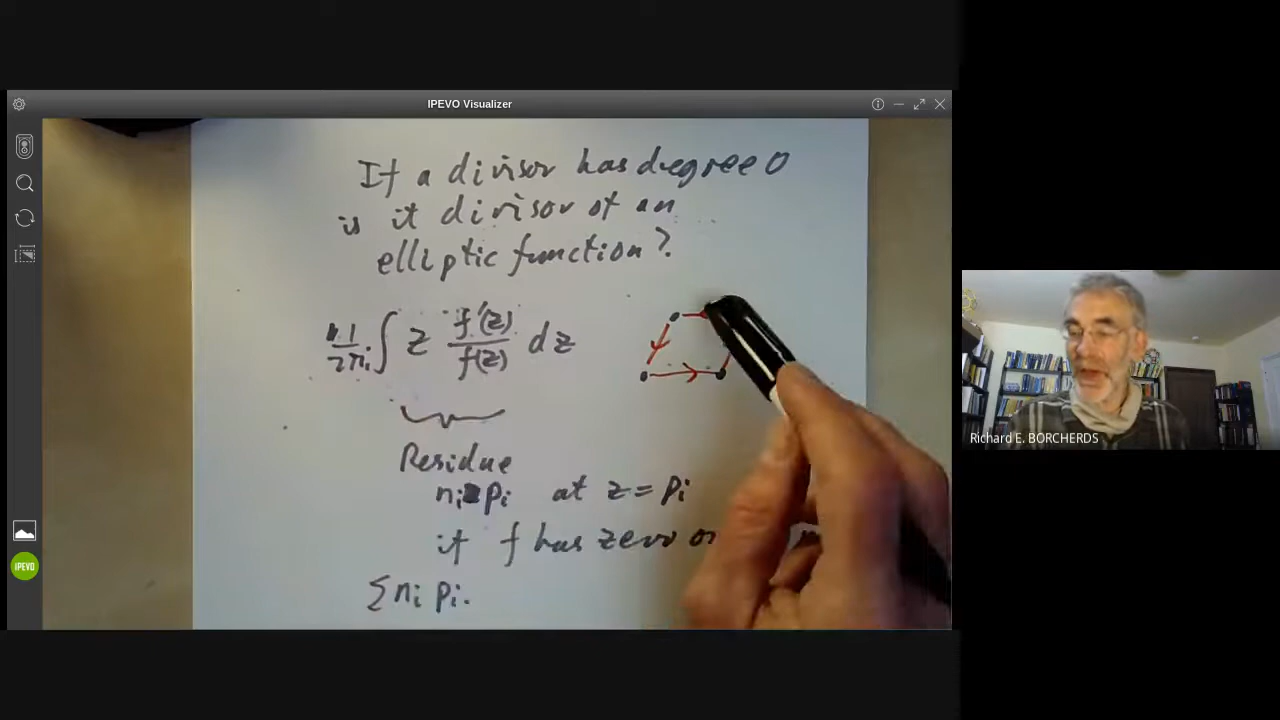 IPEVO Visualizer
If a divisor has degree 0
is it divisor of an
elliptic function?
1/2πi ∫ z f'(z)/f(z) dz
Residue
ni pi at z = pi
if f has zero or
Σ ni pi.
iPEVO
Richard E. BORCHERDS